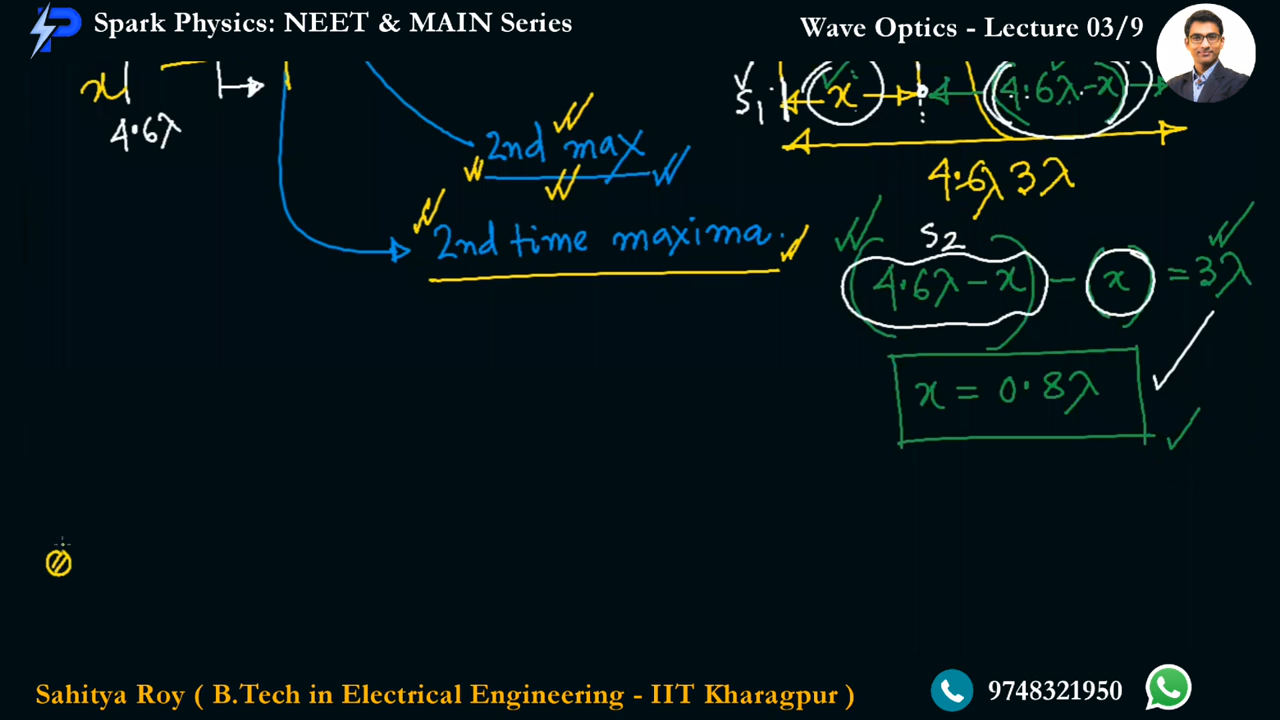 Spark Physics: NEET & MAIN Series
Wave Optics - Lecture 03/9
x
4.6λ
2nd max
2nd time maxima.
S1 x 4.6λ-x
4.6λ 3λ
S2
(4.6λ - x) - (x) = 3λ
x = 0.8λ
Sahitya Roy ( B.Tech in Electrical Engineering - IIT Kharagpur )
9748321950